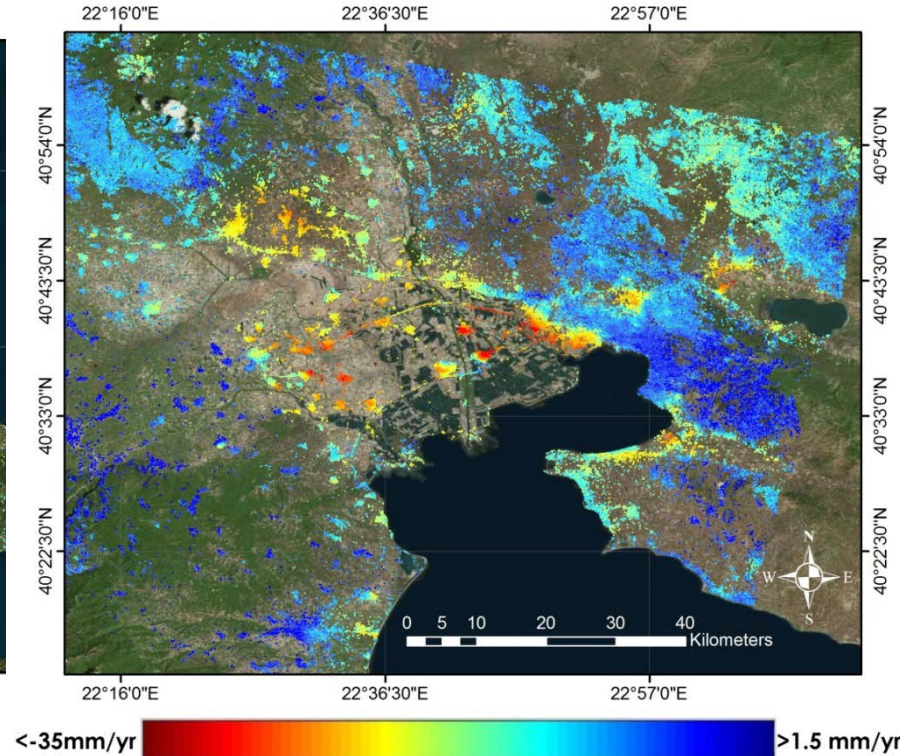 22°16'0"E 22°36'30"E 22°57'0"E
40°54'0"N 40°54'0"N
40°43'30"N 40°43'30"N
40°33'0"N 40°33'0"N
40°22'30"N 40°22'30"N
N
W E
S
0 5 10 20 30 40
Kilometers
22°16'0"E 22°36'30"E 22°57'0"E
<-35mm/yr >1.5 mm/yr